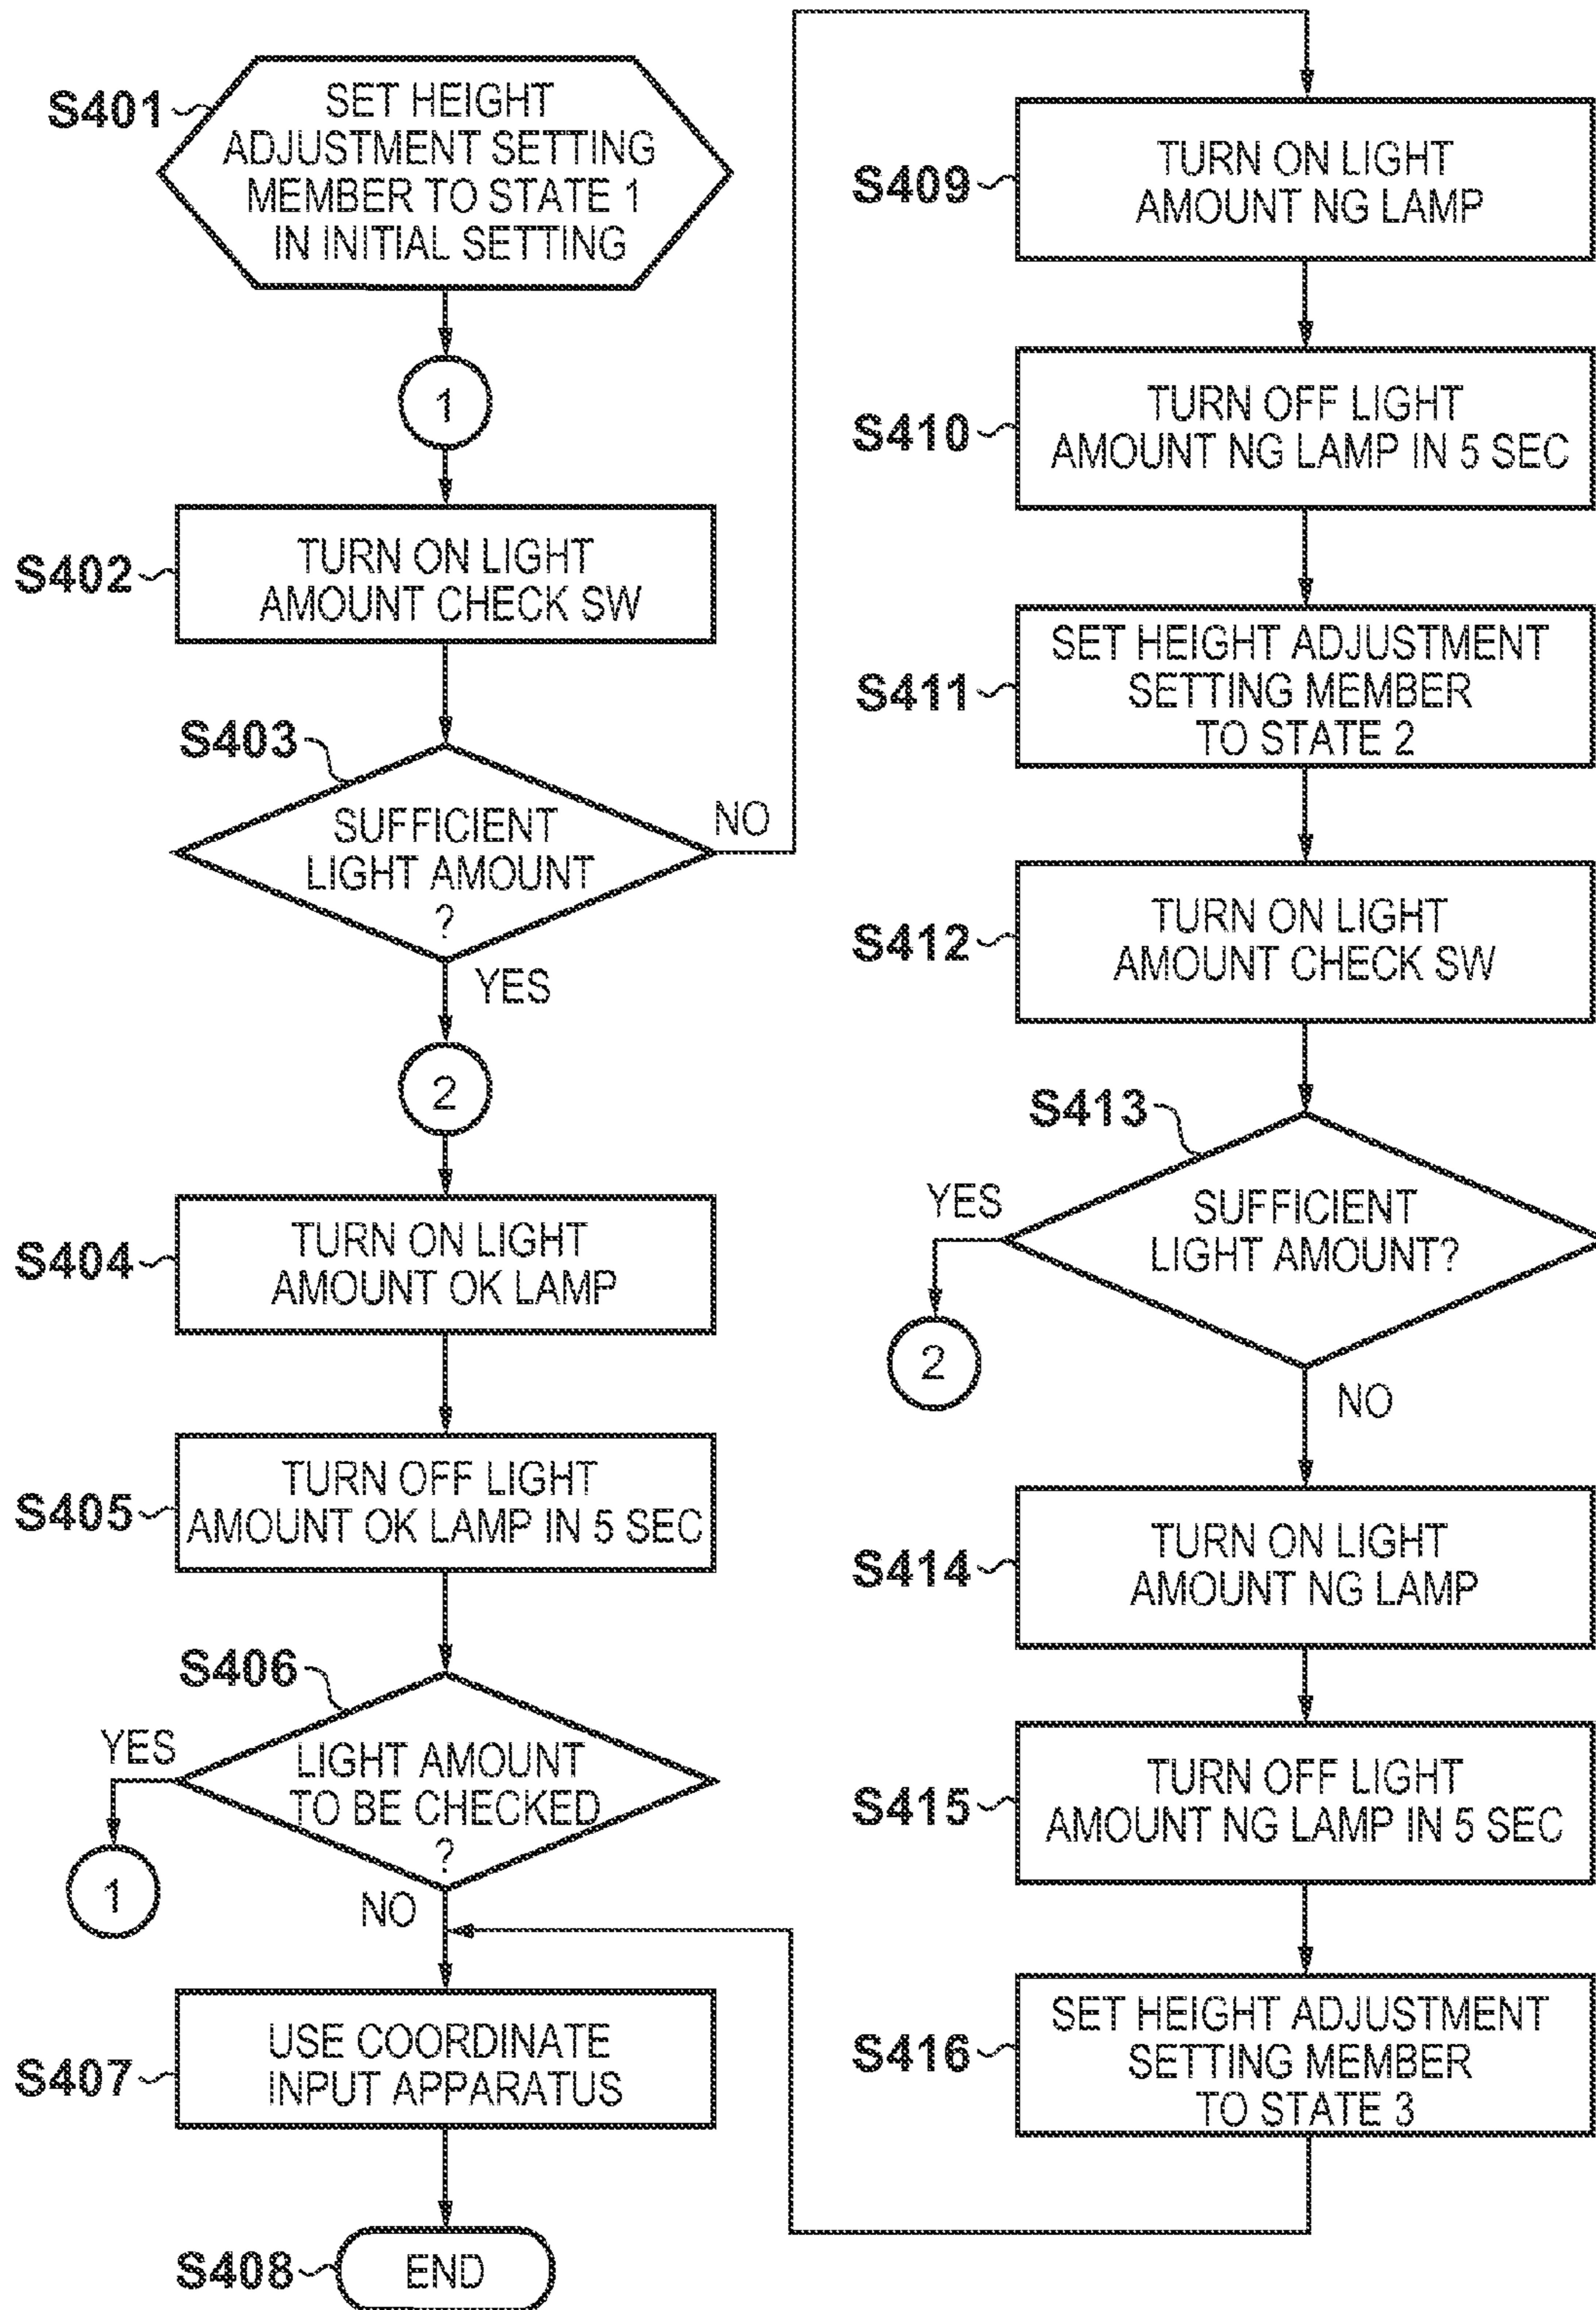 S401
SET HEIGHT
ADJUSTMENT SETTING
MEMBER TO STATE 1
IN INITIAL SETTING
1
S402
TURN ON LIGHT
AMOUNT CHECK SW
S403
SUFFICIENT
LIGHT AMOUNT
?
NO
YES
2
S404
TURN ON LIGHT
AMOUNT OK LAMP
S405
TURN OFF LIGHT
AMOUNT OK LAMP IN 5 SEC
S406
YES
LIGHT AMOUNT
TO BE CHECKED
?
1
NO
S407
USE COORDINATE
INPUT APPARATUS
S408
END
S409
TURN ON LIGHT
AMOUNT NG LAMP
S410
TURN OFF LIGHT
AMOUNT NG LAMP IN 5 SEC
S411
SET HEIGHT ADJUSTMENT
SETTING MEMBER
TO STATE 2
S412
TURN ON LIGHT
AMOUNT CHECK SW
S413
YES
SUFFICIENT
LIGHT AMOUNT?
2
NO
S414
TURN ON LIGHT
AMOUNT NG LAMP
S415
TURN OFF LIGHT
AMOUNT NG LAMP IN 5 SEC
S416
SET HEIGHT ADJUSTMENT
SETTING MEMBER
TO STATE 3